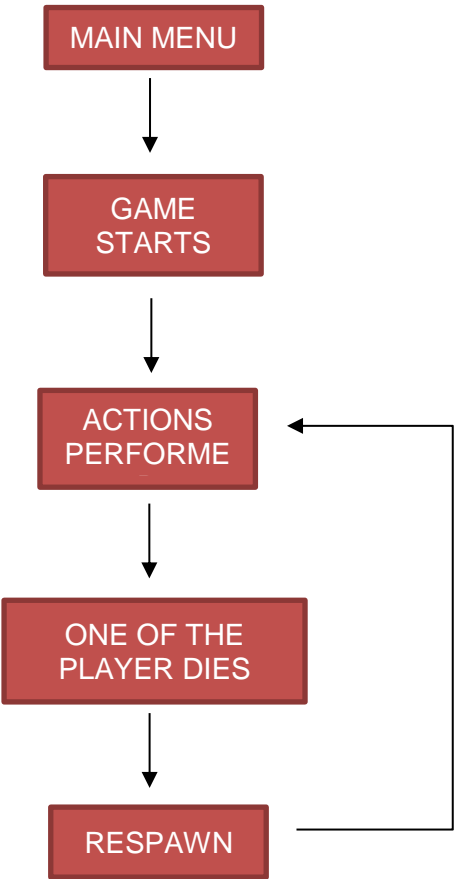 MAIN MENU
GAME
STARTS
ACTIONS
PERFORME
ONE OF THE
PLAYER DIES
RESPAWN